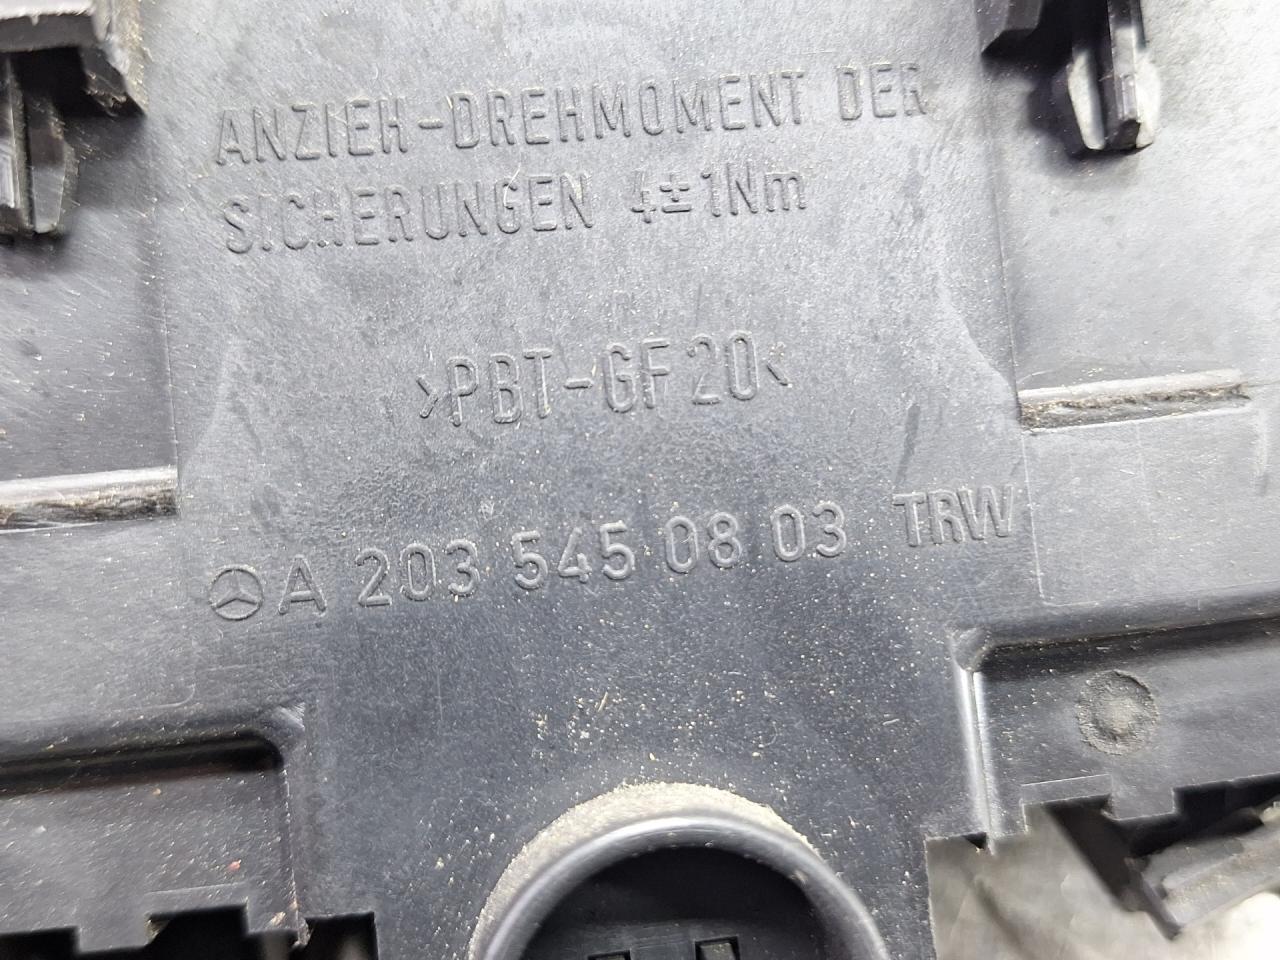 ANZIEH-DREHMOMENT DER
SICHERUNGEN 4±1Nm
>PBT-GF20<
A 203 545 08 03 TRW